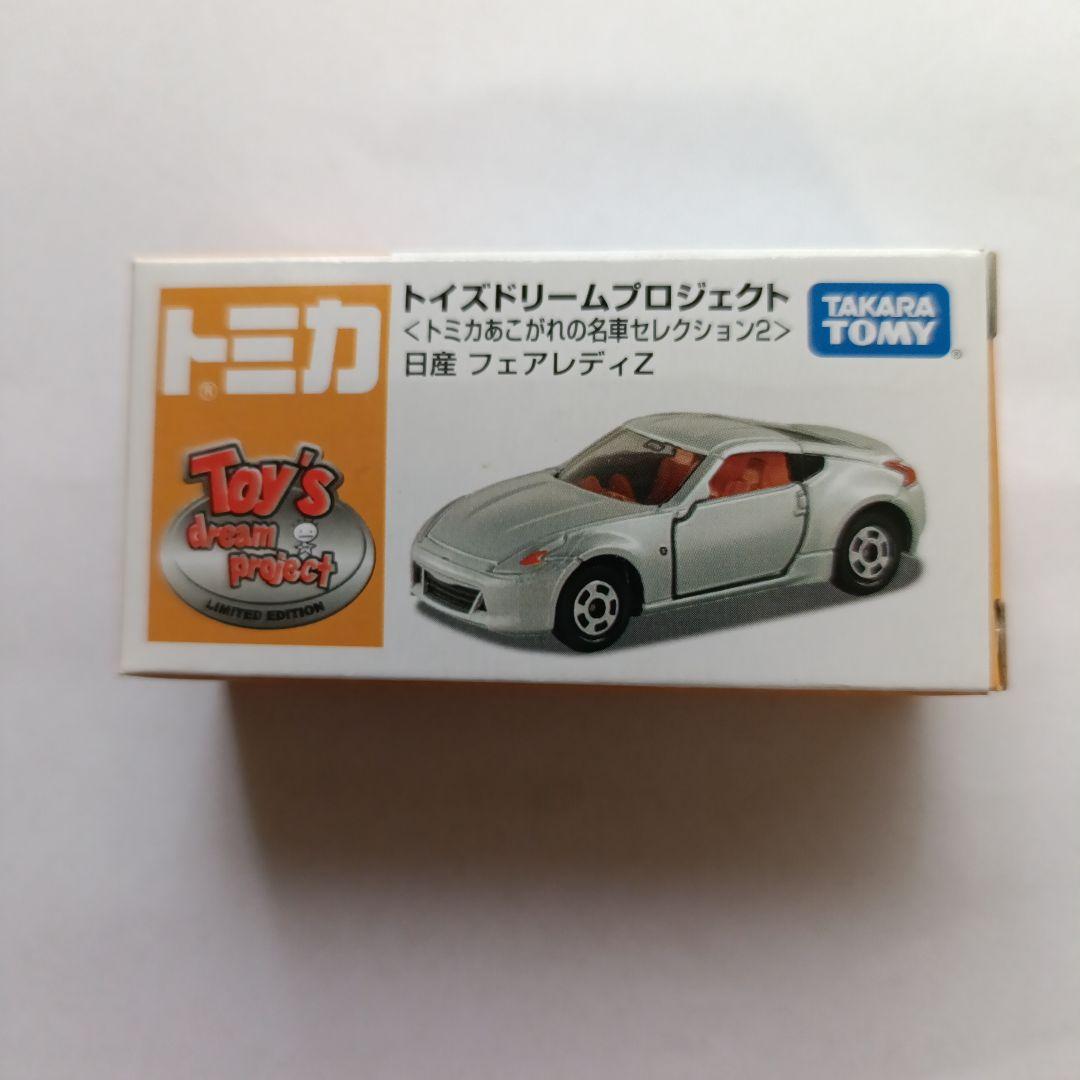 トミカ
®
Toy's
dream
project
LIMITED EDITION
トイズドリームプロジェクト
<トミカあこがれの名車セレクション2>
日産 フェアレディZ
TAKARA
TOMY
®